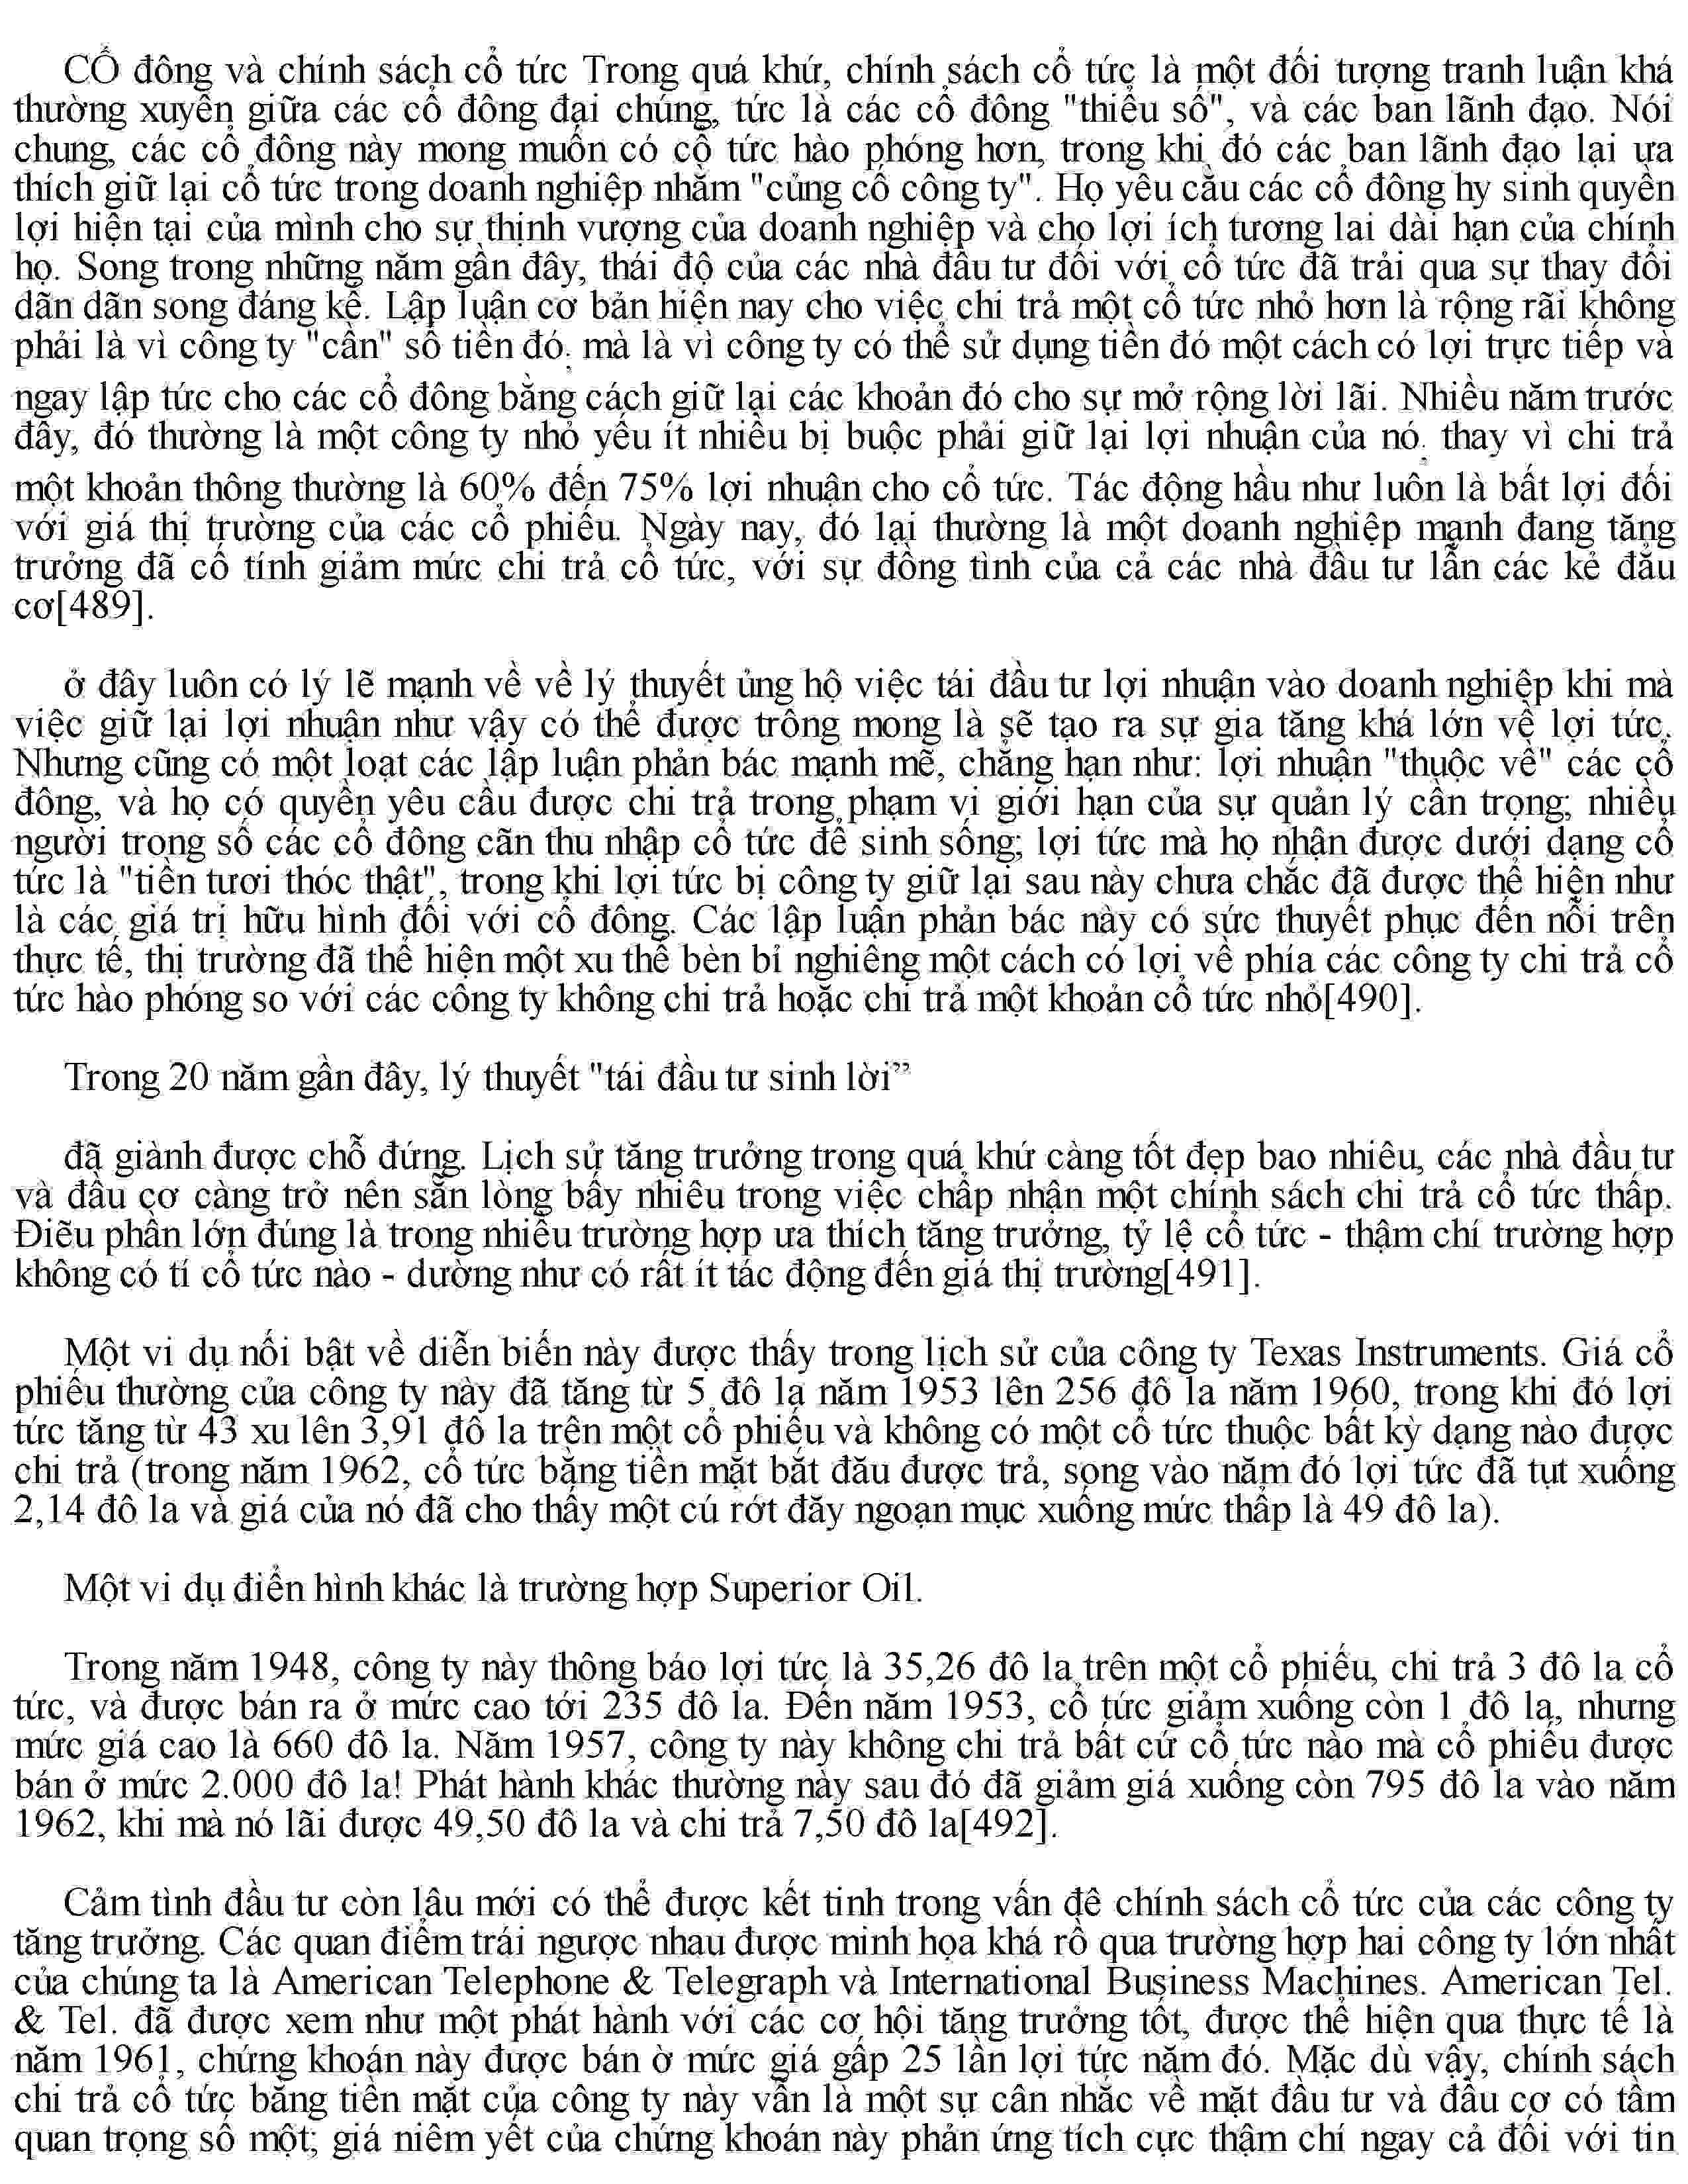 CỔ đông và chính sách cổ tức Trong quá khứ, chính sách cổ tức là một đối tượng tranh luận khá
thường xuyên giữa các cổ đông đại chúng, tức là các cổ đông "thiểu số", và các ban lãnh đạo. Nói
chung, các cổ đông này mong muốn có cổ tức hào phóng hơn, trong khi đó các ban lãnh đạo lại ưa
thích giữ lại cổ tức trong doanh nghiệp nhằm "củng cố công ty". Họ yêu cầu các cổ đông hy sinh quyền
lợi hiện tại của mình cho sự thịnh vượng của doanh nghiệp và cho lợi ích tương lai dài hạn của chính
họ. Song trong những năm gần đây, thái độ của các nhà đầu tư đối với cổ tức đã trải qua sự thay đổi
dãn dãn song đáng kể. Lập luận cơ bản hiện nay cho việc chi trả một cổ tức nhỏ hơn là rộng rãi không
phải là vì công ty "cần" số tiền đó, mà là vì công ty có thể sử dụng tiền đó một cách có lợi trực tiếp và
ngay lập tức cho các cổ đông bằng cách giữ lại các khoản đó cho sự mở rộng lời lãi. Nhiều năm trước
đây, đó thường là một công ty nhỏ yếu ít nhiều bị buộc phải giữ lại lợi nhuận của nó, thay vì chi trả
một khoản thông thường là 60% đến 75% lợi nhuận cho cổ tức. Tác động hầu như luôn là bất lợi đối
với giá thị trường của các cổ phiếu. Ngày nay, đó lại thường là một doanh nghiệp mạnh đang tăng
trưởng đã cố tính giảm mức chi trả cổ tức, với sự đồng tình của cả các nhà đầu tư lẫn các kẻ đẩu
cơ[489].
ở đây luôn có lý lẽ mạnh về về lý thuyết ủng hộ việc tái đầu tư lợi nhuận vào doanh nghiệp khi mà
việc giữ lại lợi nhuận như vậy có thể được trông mong là sẽ tạo ra sự gia tăng khá lớn về lợi tức.
Nhưng cũng có một loạt các lập luận phản bác mạnh mẽ, chẳng hạn như: lợi nhuận "thuộc về" các cổ
đông, và họ có quyền yêu cầu được chi trả trong phạm vi giới hạn của sự quản lý cần trọng; nhiều
người trong số các cổ đông cãn thu nhập cổ tức để sinh sống; lợi tức mà họ nhận được dưới dạng cổ
tức là "tiền tươi thóc thật", trong khi lợi tức bị công ty giữ lại sau này chưa chắc đã được thể hiện như
là các giá trị hữu hình đối với cổ đông. Các lập luận phản bác này có sức thuyết phục đến nỗi trên
thực tế, thị trường đã thể hiện một xu thế bèn bỉ nghiêng một cách có lợi về phía các công ty chi trả cổ
tức hào phóng so với các công ty không chi trả hoặc chi trả một khoản cổ tức nhỏ[490].
Trong 20 năm gần đây, lý thuyết "tái đầu tư sinh lời”
đã giành được chỗ đứng. Lịch sử tăng trưởng trong quá khứ càng tốt đẹp bao nhiêu, các nhà đầu tư
và đầu cơ càng trở nên sẵn lòng bấy nhiêu trong việc chấp nhận một chính sách chi trả cổ tức thấp.
Điẽu phần lớn đúng là trong nhiều trường hợp ưa thích tăng trưởng, tỷ lệ cổ tức - thậm chí trường hợp
không có tí cổ tức nào - dường như có rất ít tác động đến giá thị trường[491].
Một vi dụ nổi bật về diễn biến này được thấy trong lịch sử của công ty Texas Instruments. Giá cổ
phiếu thường của công ty này đã tăng từ 5 đô la năm 1953 lên 256 đô la năm 1960, trong khi đó lợi
tức tăng từ 43 xu lên 3,91 đô la trên một cổ phiếu và không có một cổ tức thuộc bất kỳ dạng nào được
chi trả (trong năm 1962, cổ tức bằng tiền mặt bắt đău được trả, song vào năm đó lợi tức đã tụt xuống
2,14 đô la và giá của nó đã cho thấy một cú rớt đăy ngoạn mục xuống mức thấp là 49 đô la).
Một vi dụ điển hình khác là trường hợp Superior Oil.
Trong năm 1948, công ty này thông báo lợi tức là 35,26 đô la trên một cổ phiếu, chi trả 3 đô la cổ
tức, và được bán ra ở mức cao tới 235 đô la. Đến năm 1953, cổ tức giảm xuống còn 1 đô la, nhưng
mức giá cao là 660 đô la. Năm 1957, công ty này không chi trả bất cứ cổ tức nào mà cổ phiếu được
bán ở mức 2.000 đô la! Phát hành khác thường này sau đó đã giảm giá xuống còn 795 đô la vào năm
1962, khi mà nó lãi được 49,50 đô la và chi trả 7,50 đô la[492].
Cảm tình đầu tư còn lâu mới có thể được kết tinh trong vấn đê chính sách cổ tức của các công ty
tăng trưởng. Các quan điểm trái ngược nhau được minh họa khá rồ qua trường hợp hai công ty lớn nhất
của chúng ta là American Telephone & Telegraph và International Business Machines. American Tel.
& Tel. đã được xem như một phát hành với các cơ hội tăng trưởng tốt, được thể hiện qua thực tế là
năm 1961, chứng khoán này được bán ờ mức giá gấp 25 lần lợi tức năm đó. Mặc dù vậy, chính sách
chi trả cổ tức bằng tiền mặt của công ty này vẫn là một sự cân nhắc về mặt đầu tư và đầu cơ có tầm
quan trọng số một; giá niêm yết của chứng khoán này phản ứng tích cực thậm chí ngay cả đối với tin